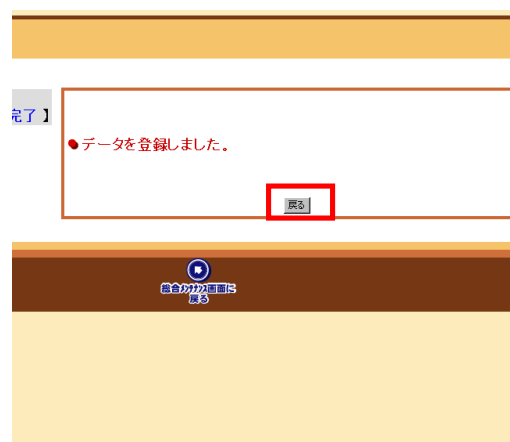 完了】
データを登録しました。
戻る
総合ﾒﾝﾃﾅﾝｽ画面に
戻る